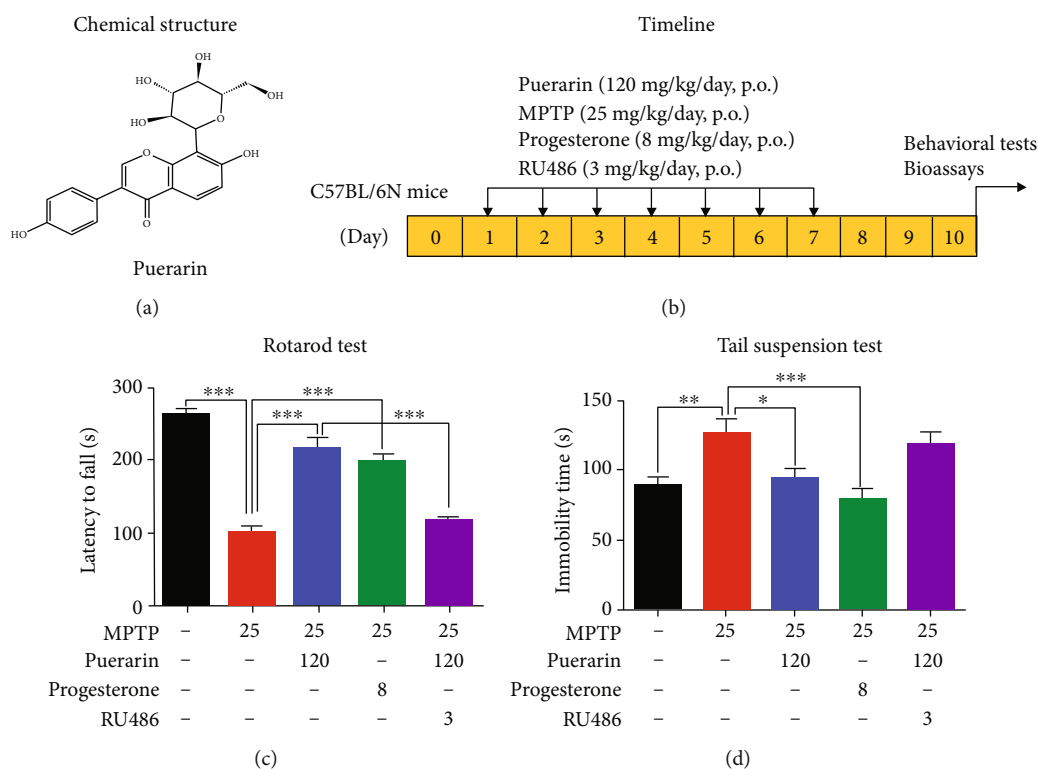 Chemical structure
OH
HO
HO
OH
HO
O
O
OH
O
HO
Puerarin
(a)
Timeline
Puerarin (120 mg/kg/day, p.o.)
MPTP (25 mg/kg/day, p.o.)
Progesterone (8 mg/kg/day, p.o.)
RU486 (3 mg/kg/day, p.o.)
Behavioral tests
Bioassays
C57BL/6N mice
(Day) 0 1 2 3 4 5 6 7 8 9 10
(b)
Rotarod test
Latency to fall (s)
300
200
100
0
*** *** *** ***
MPTP – 25 25 25 25
Puerarin – – 120 – 120
Progesterone – – – 8 –
RU486 – – – – 3
(c)
Tail suspension test
Immobility time (s)
150
100
50
0
** * ***
MPTP – 25 25 25 25
Puerarin – – 120 – 120
Progesterone – – – 8 –
RU486 – – – – 3
(d)